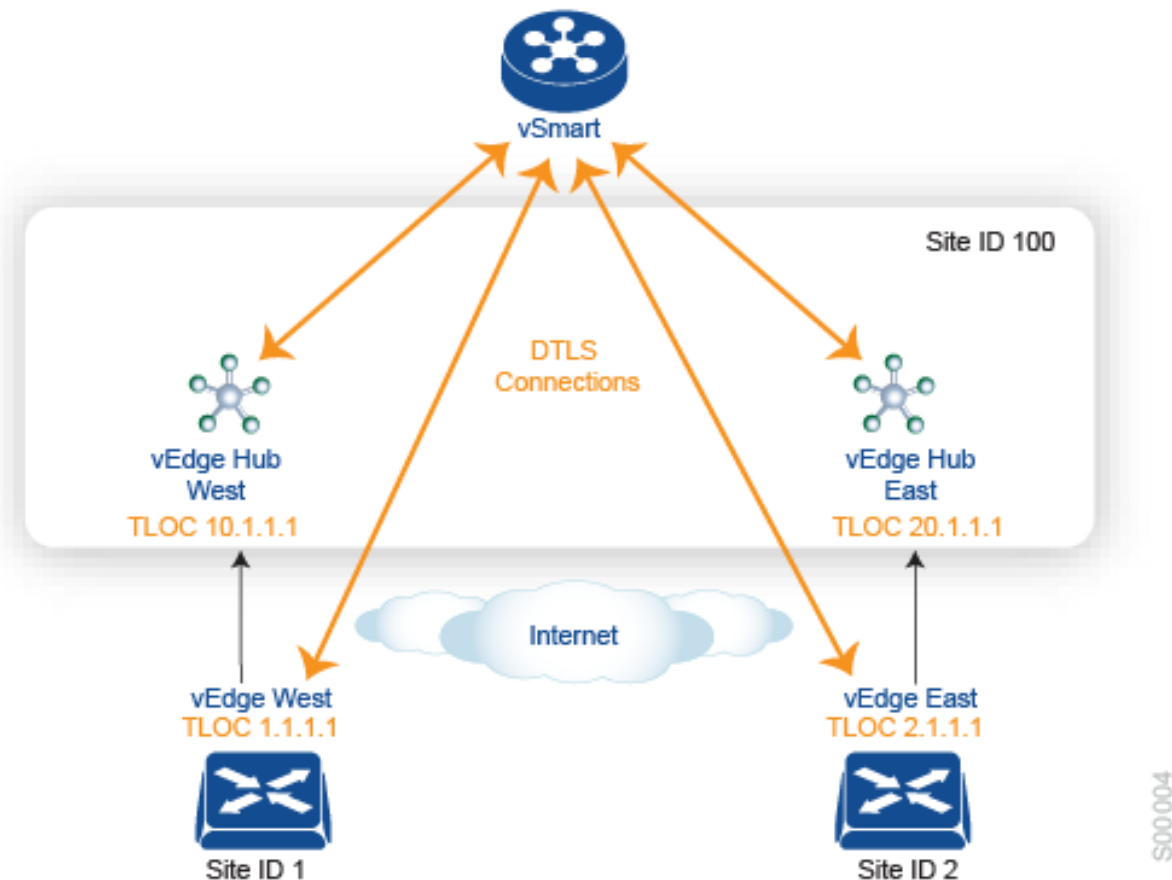 vSmart
Site ID 100
DTLS
Connections
vEdge Hub
West
TLOC 10.1.1.1
vEdge Hub
East
TLOC 20.1.1.1
Internet
vEdge West
TLOC 1.1.1.1
Site ID 1
vEdge East
TLOC 2.1.1.1
Site ID 2
S00004